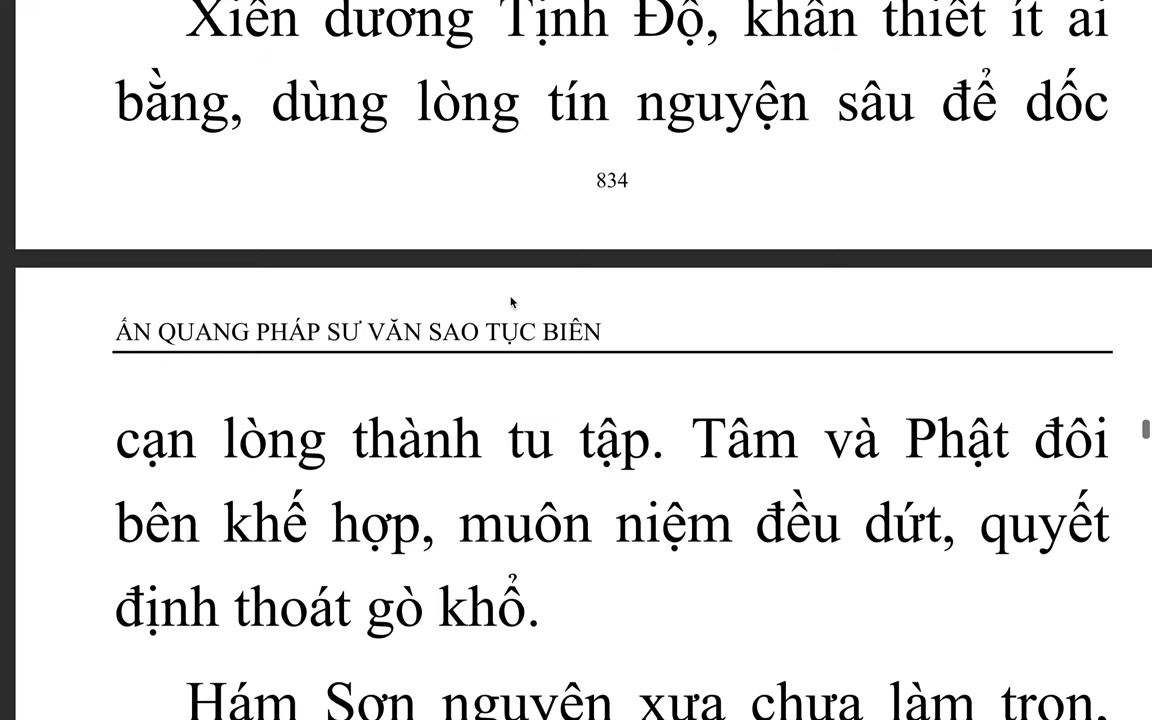 Xiển dương Tịnh Độ, khẩn thiết ít ai
bằng, dùng lòng tín nguyện sâu để dốc
834
ẤN QUANG PHÁP SƯ VĂN SAO TỤC BIÊN
cạn lòng thành tu tập. Tâm và Phật đôi
bên khế hợp, muôn niệm đều dứt, quyết
định thoát gò khổ.
Hám Sơn nguyện xưa chưa làm trọn,